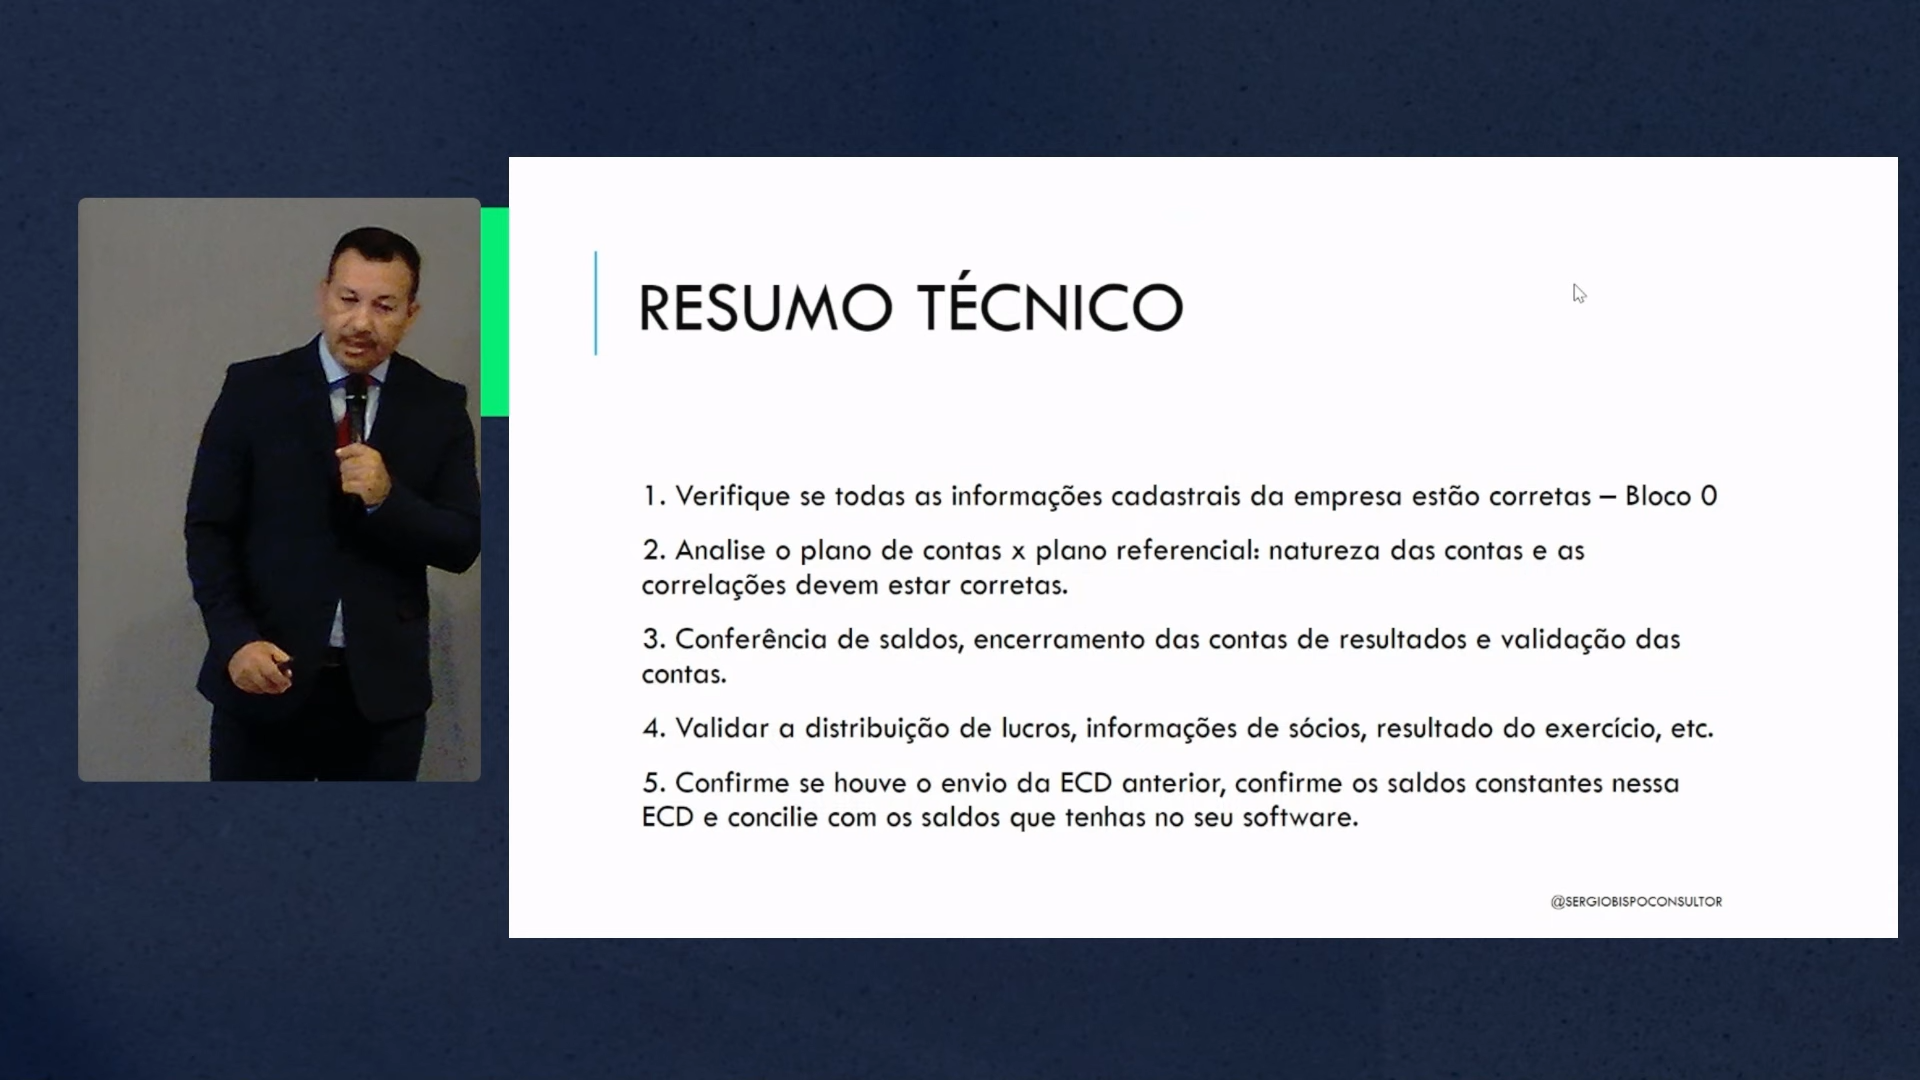 RESUMO TÉCNICO
1. Verifique se todas as informações cadastrais da empresa estão corretas – Bloco 0
2. Analise o plano de contas x plano referencial: natureza das contas e as
correlações devem estar corretas.
3. Conferência de saldos, encerramento das contas de resultados e validação das
contas.
4. Validar a distribuição de lucros, informações de sócios, resultado do exercício, etc.
5. Confirme se houve o envio da ECD anterior, confirme os saldos constantes nessa
ECD e concilie com os saldos que tenhas no seu software.
@SERGIOBISPOCONSULTOR